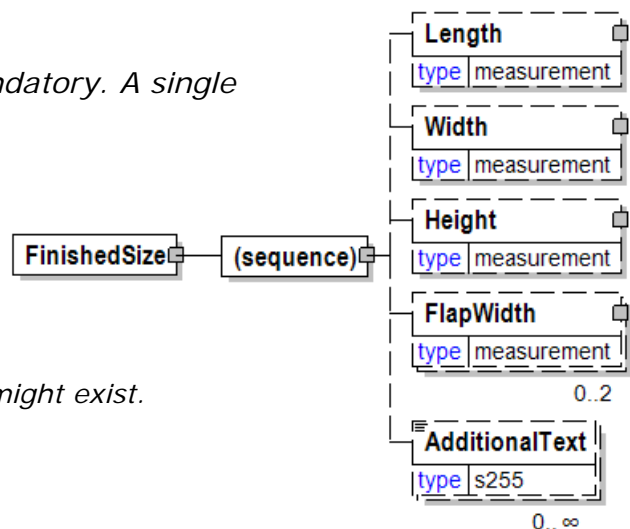 Length
type measurement
ndatory. A single
Width
type measurement
Height
type measurement
FinishedSize
(sequence)
FlapWidth
type measurement
0..2
might exist.
AdditionalText
type s255
0..∞